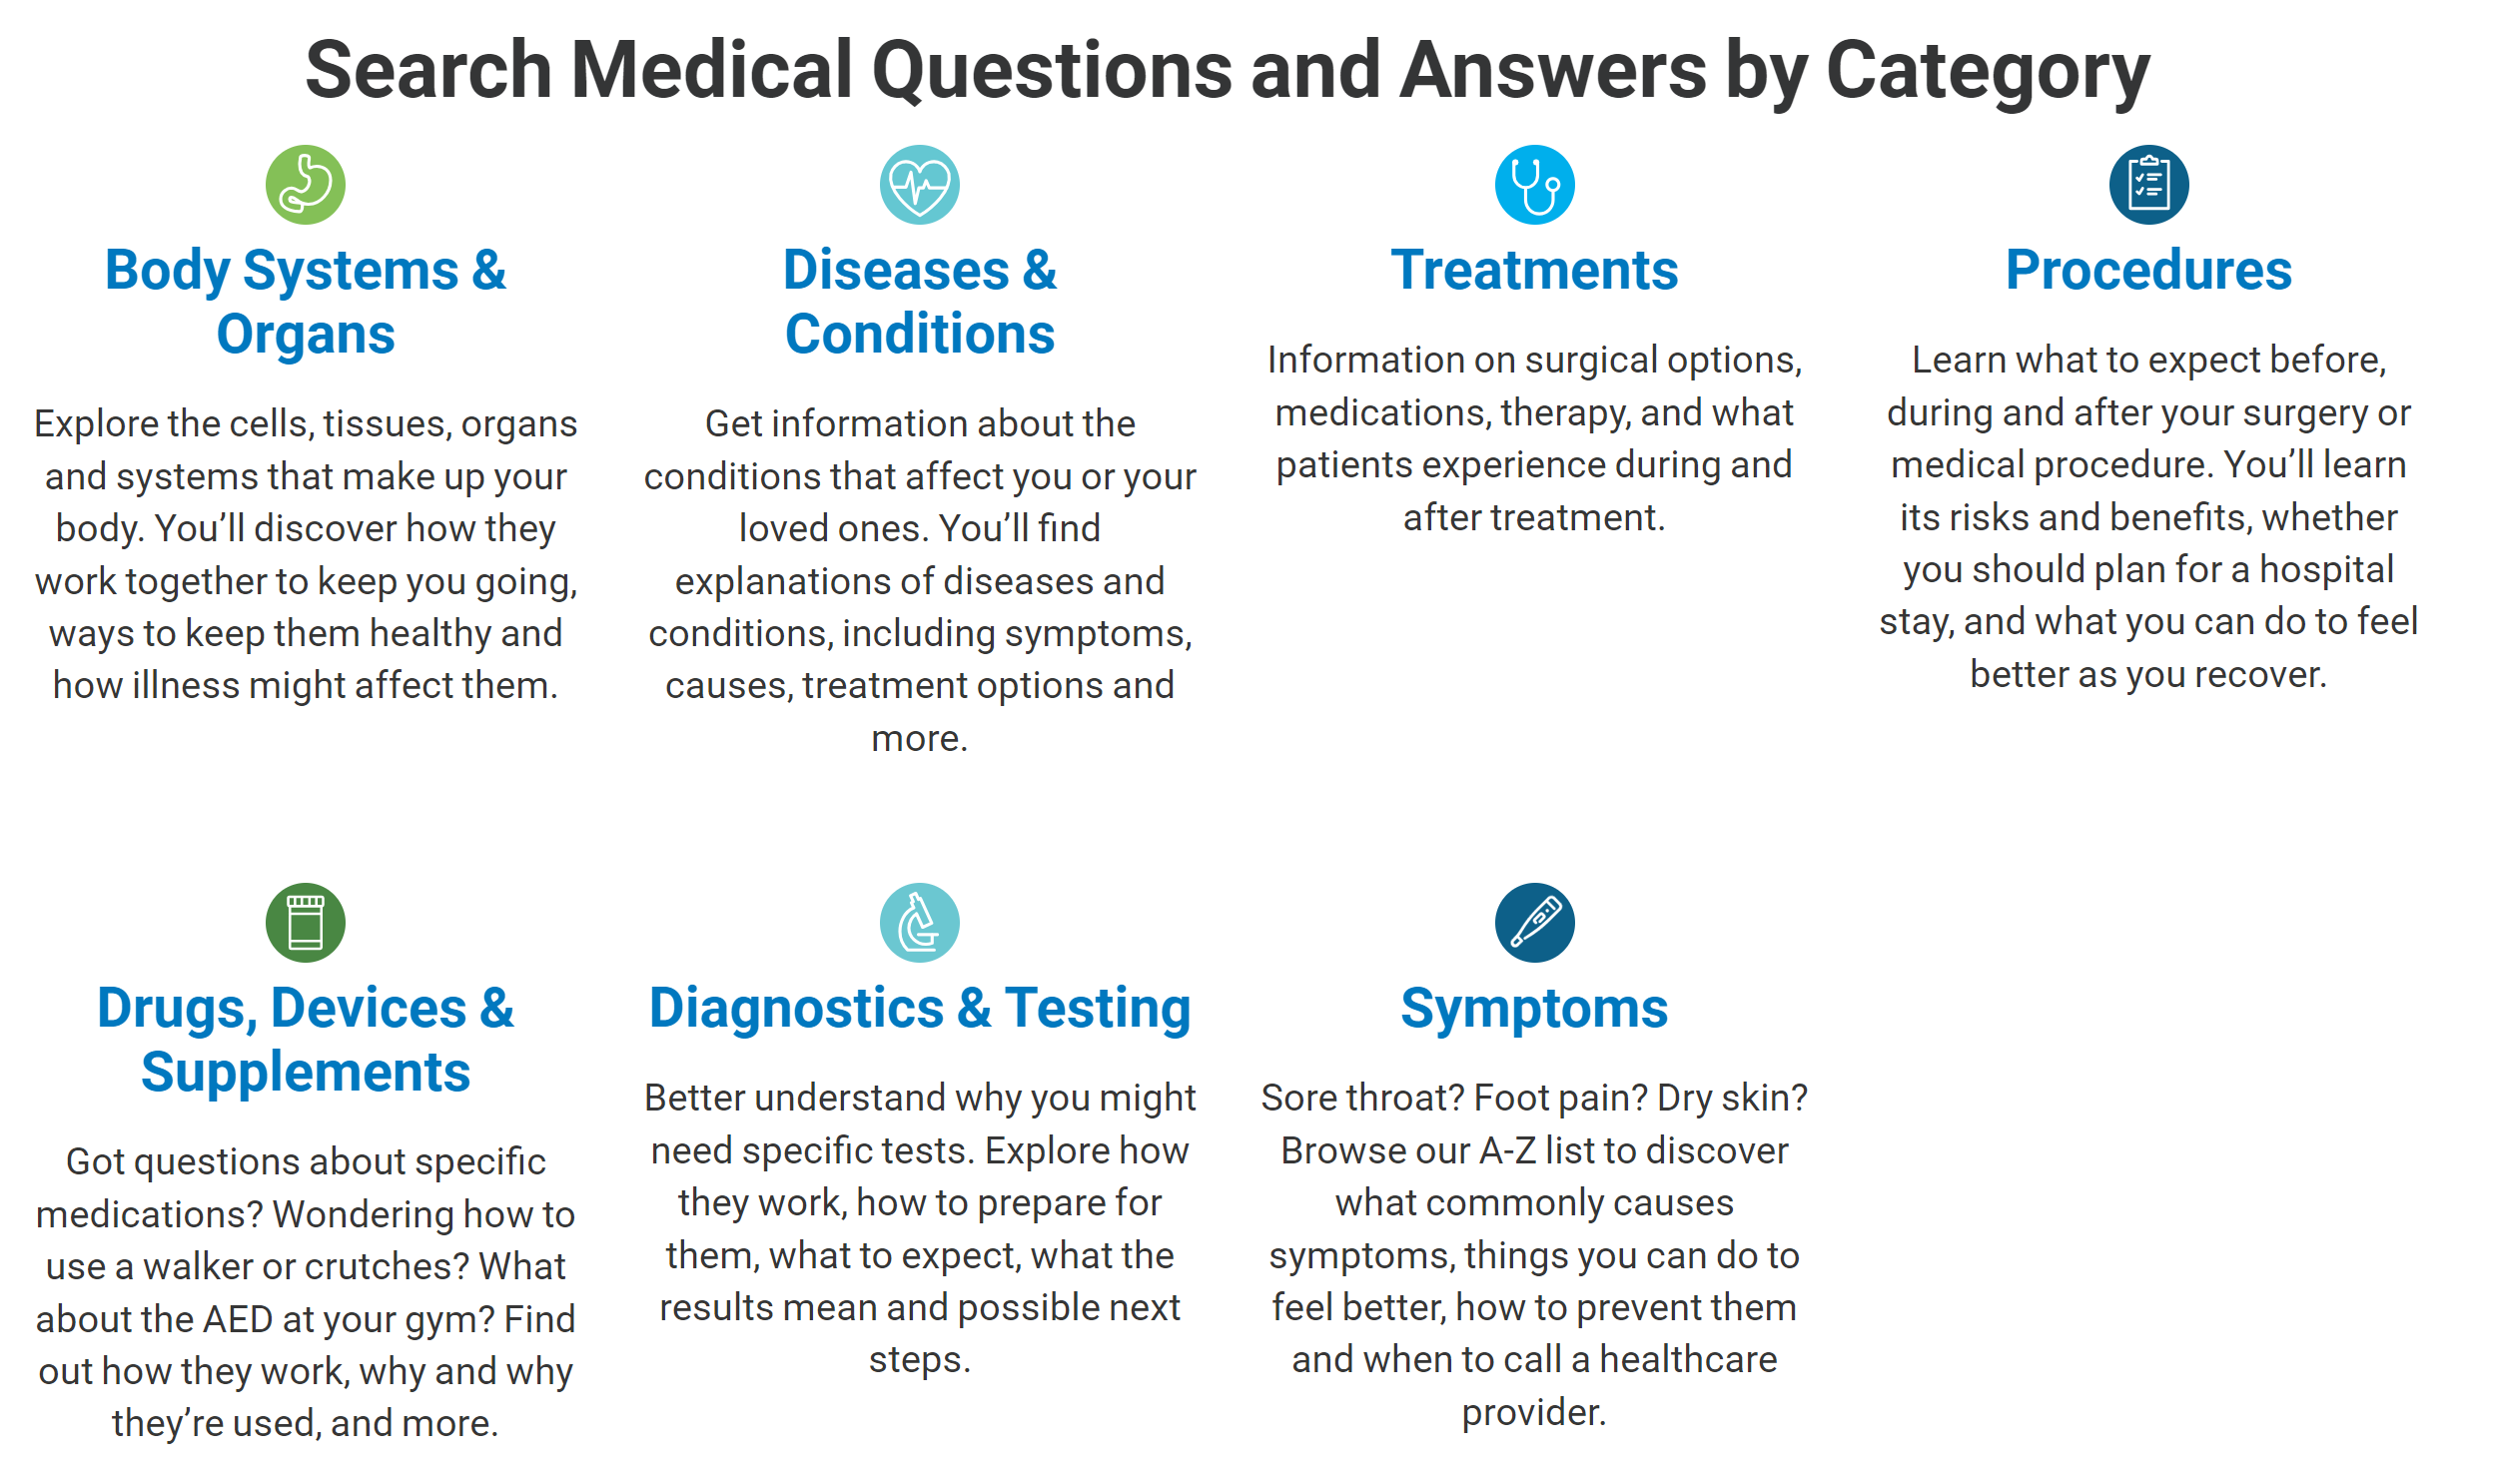 Search Medical Questions and Answers by Category
Body Systems &
Organs
Explore the cells, tissues, organs
and systems that make up your
body. You’ll discover how they
work together to keep you going,
ways to keep them healthy and
how illness might affect them.
Diseases &
Conditions
Get information about the
conditions that affect you or your
loved ones. You’ll find
explanations of diseases and
conditions, including symptoms,
causes, treatment options and
more.
Treatments
Information on surgical options,
medications, therapy, and what
patients experience during and
after treatment.
Procedures
Learn what to expect before,
during and after your surgery or
medical procedure. You’ll learn
its risks and benefits, whether
you should plan for a hospital
stay, and what you can do to feel
better as you recover.
Drugs, Devices &
Supplements
Got questions about specific
medications? Wondering how to
use a walker or crutches? What
about the AED at your gym? Find
out how they work, why and why
they’re used, and more.
Diagnostics & Testing
Better understand why you might
need specific tests. Explore how
they work, how to prepare for
them, what to expect, what the
results mean and possible next
steps.
Symptoms
Sore throat? Foot pain? Dry skin?
Browse our A-Z list to discover
what commonly causes
symptoms, things you can do to
feel better, how to prevent them
and when to call a healthcare
provider.